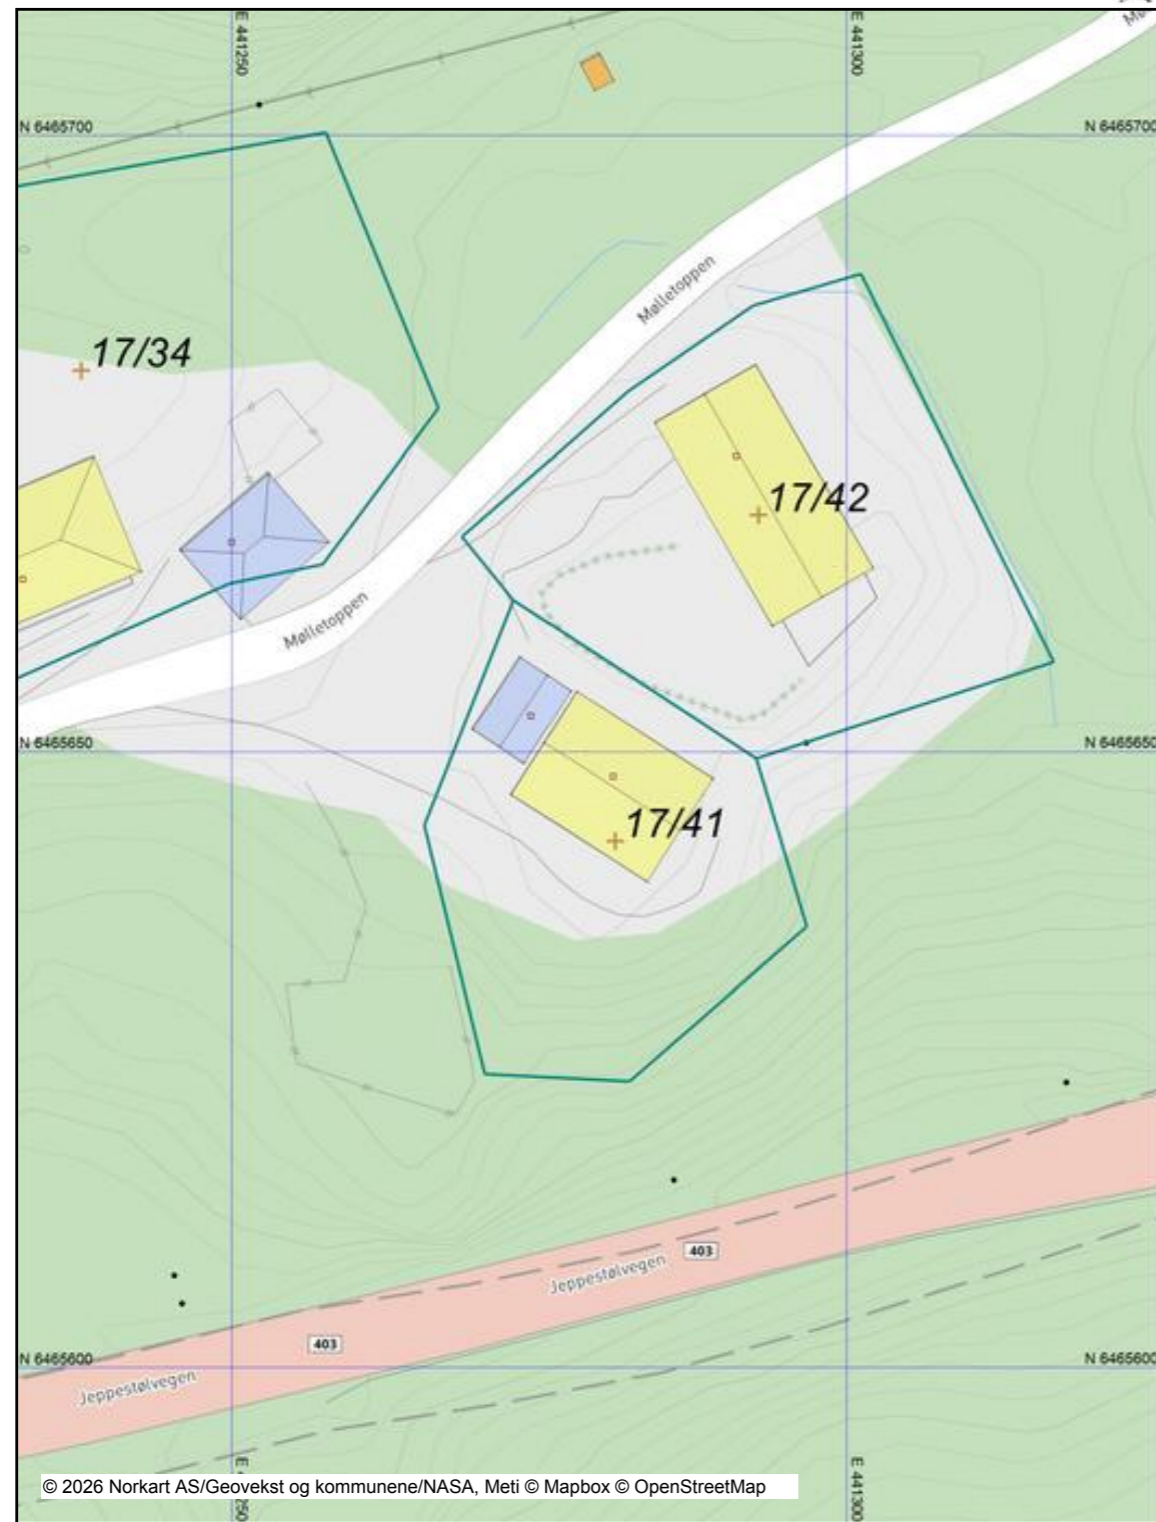 E 441250
E 441300
N 6465700
N 6465700
Mølletoppen
17/34
17/42
Mølletoppen
N 6465650
N 6465650
17/41
403
Jeppestølvegen
403
N 6465600
N 6465600
Jeppestølvegen
E 441300
© 2026 Norkart AS/Geovekst og kommunene/NASA, Meti © Mapbox © OpenStreetMap